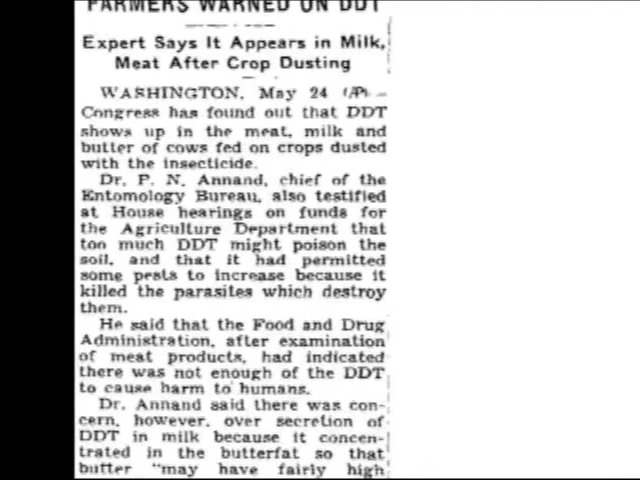 FARMERS WARNED ON DDT
Expert Says It Appears in Milk,
Meat After Crop Dusting
WASHINGTON, May 24 (AP) —
Congress has found out that DDT
shows up in the meat, milk and
butter of cows fed on crops dusted
with the insecticide.
Dr. P. N. Annand, chief of the
Entomology Bureau, also testified
at House hearings on funds for
the Agriculture Department that
too much DDT might poison the
soil, and that it had permitted
some pests to increase because it
killed the parasites which destroy
them.
He said that the Food and Drug
Administration, after examination
of meat products, had indicated
there was not enough of the DDT
to cause harm to humans.
Dr. Annand said there was con-
cern, however, over secretion of
DDT in milk because it concen-
trated in the butterfat so that
butter "may have fairly high